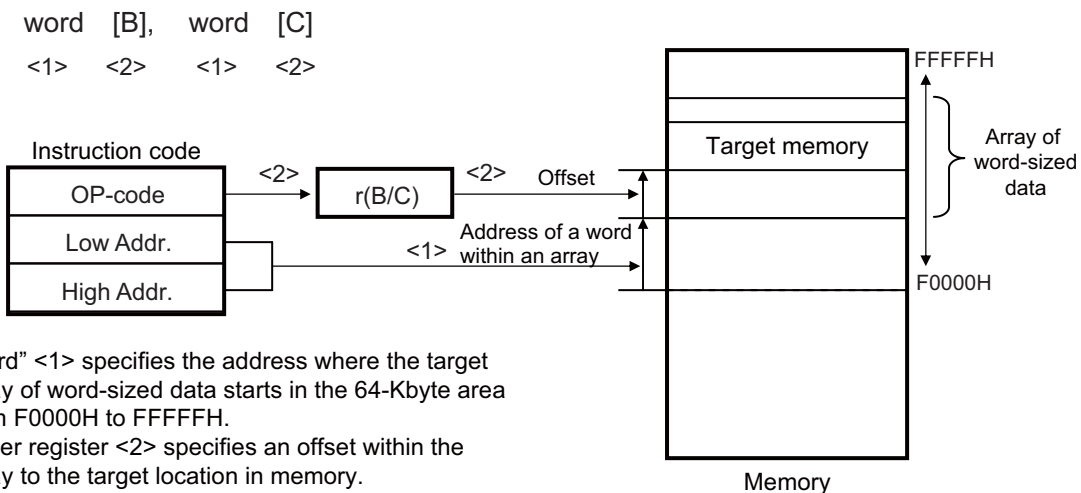 word [B], word [C]
<1> <2> <1> <2>
FFFFFH
Array of
word-sized
data
Target memory
Instruction code
OP-code
<2>
r(B/C)
<2>
Offset
Low Addr.
High Addr.
<1>
Address of a word
within an array
F0000H
rd” <1> specifies the address where the target
y of word-sized data starts in the 64-Kbyte area
F0000H to FFFFFH.
er register <2> specifies an offset within the
y to the target location in memory.
Memory